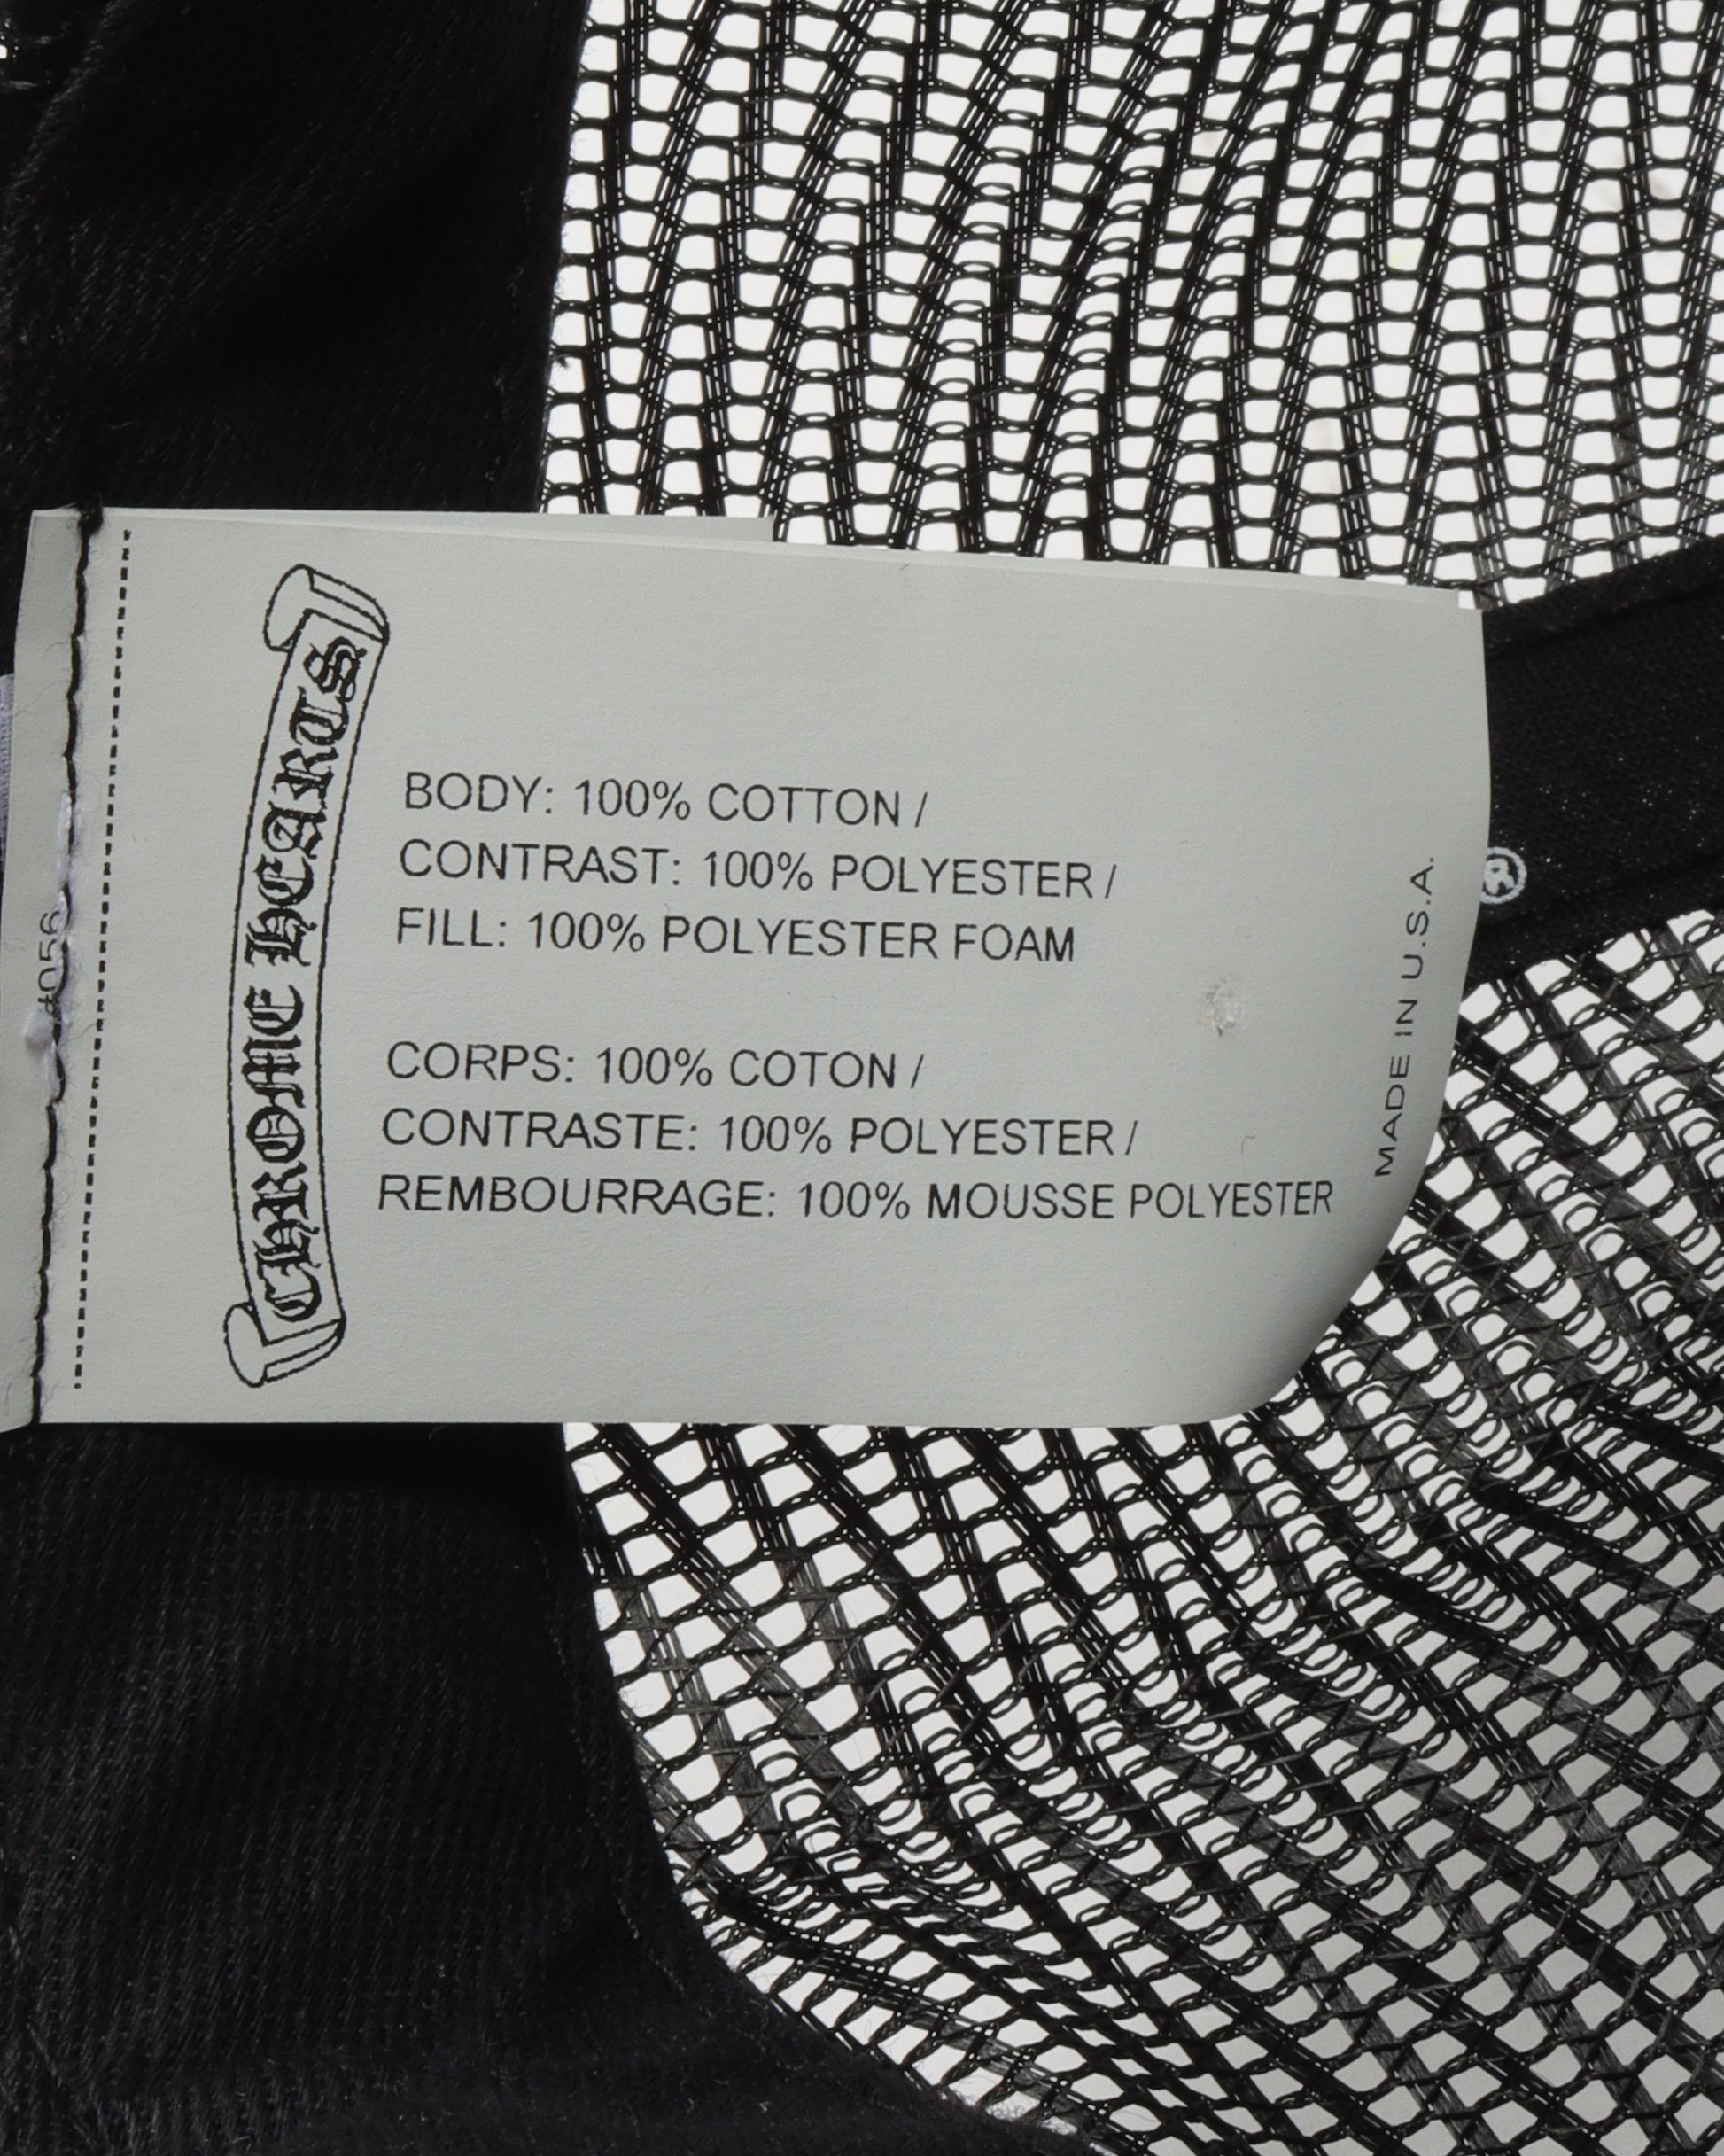 CHROME HEARTS
BODY: 100% COTTON /
CONTRAST: 100% POLYESTER /
FILL: 100% POLYESTER FOAM
CORPS: 100% COTON /
CONTRASTE: 100% POLYESTER /
REMBOURRAGE: 100% MOUSSE POLYESTER
MADE IN U.S.A.
®